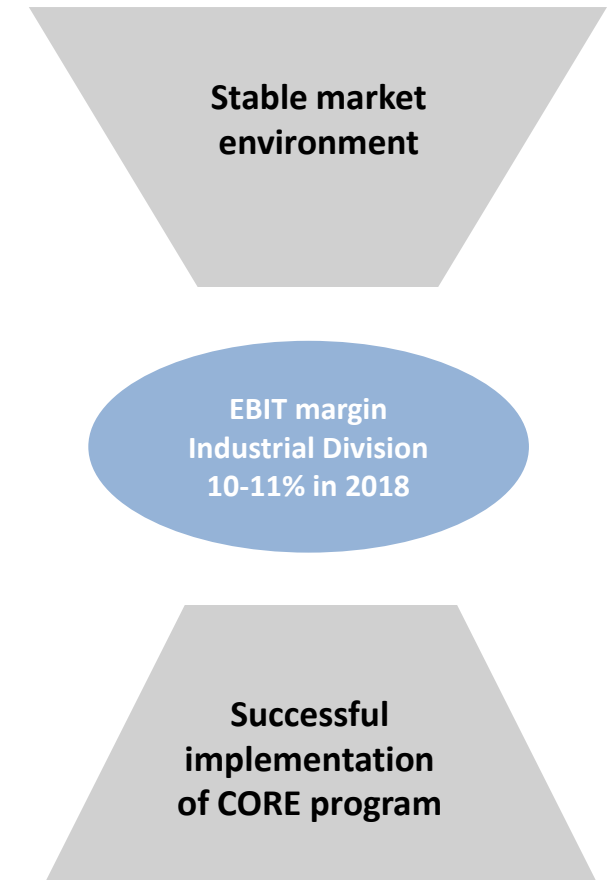 Stable market
environment
EBIT margin
Industrial Division
10-11% in 2018
Successful
implementation
of CORE program